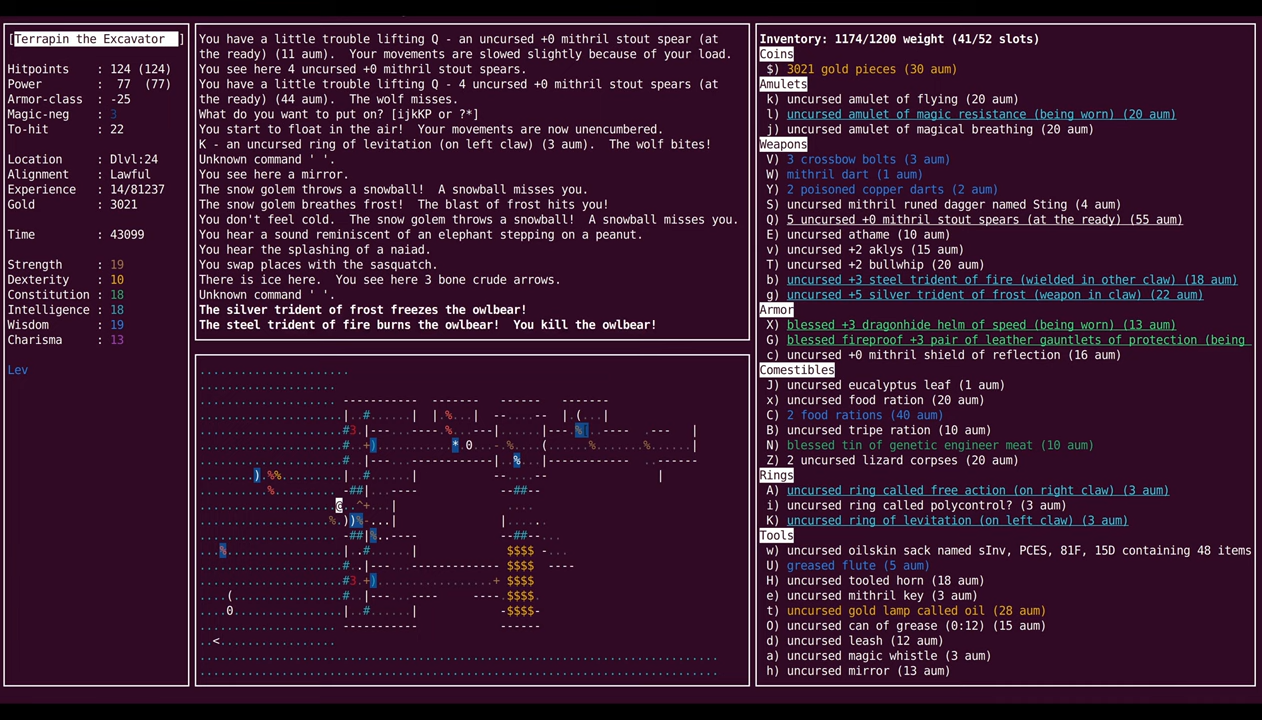 [Terrapin the Excavator ]
Hitpoints : 124 (124)
Power : 77 (77)
Armor-class : -25
Magic-neg : 3
To-hit : 22
Location : Dlvl:24
Alignment : Lawful
Experience : 14/81237
Gold : 3021
Time : 43099
Strength : 19
Dexterity : 10
Constitution : 18
Intelligence : 18
Wisdom : 19
Charisma : 13
Lev
You have a little trouble lifting Q - an uncursed +0 mithril stout spear (at
the ready) (11 aum). Your movements are slowed slightly because of your load.
You see here 4 uncursed +0 mithril stout spears.
You have a little trouble lifting Q - 4 uncursed +0 mithril stout spears (at
the ready) (44 aum). The wolf misses.
What do you want to put on? [ijkKP or ?*]
You start to float in the air! Your movements are now unencumbered.
K - an uncursed ring of levitation (on left claw) (3 aum). The wolf bites!
Unknown command ' '.
You see here a mirror.
The snow golem throws a snowball! A snowball misses you.
The snow golem breathes frost! The blast of frost hits you!
You don't feel cold. The snow golem throws a snowball! A snowball misses you.
You hear a sound reminiscent of an elephant stepping on a peanut.
You hear the splashing of a naiad.
You swap places with the sasquatch.
There is ice here. You see here 3 bone crude arrows.
Unknown command ' '.
The silver trident of frost freezes the owlbear!
The steel trident of fire burns the owlbear! You kill the owlbear!
Inventory: 1174/1200 weight (41/52 slots)
Coins
$) 3021 gold pieces (30 aum)
Amulets
k) uncursed amulet of flying (20 aum)
l) uncursed amulet of magic resistance (being worn) (20 aum)
j) uncursed amulet of magical breathing (20 aum)
Weapons
V) 3 crossbow bolts (3 aum)
W) mithril dart (1 aum)
Y) 2 poisoned copper darts (2 aum)
S) uncursed mithril runed dagger named Sting (4 aum)
Q) 5 uncursed +0 mithril stout spears (at the ready) (55 aum)
E) uncursed athame (10 aum)
v) uncursed +2 aklys (15 aum)
T) uncursed +2 bullwhip (20 aum)
b) uncursed +3 steel trident of fire (wielded in other claw) (18 aum)
g) uncursed +5 silver trident of frost (weapon in claw) (22 aum)
Armor
X) blessed +3 dragonhide helm of speed (being worn) (13 aum)
G) blessed fireproof +3 pair of leather gauntlets of protection (being
c) uncursed +0 mithril shield of reflection (16 aum)
Comestibles
J) uncursed eucalyptus leaf (1 aum)
x) uncursed food ration (20 aum)
C) 2 food rations (40 aum)
B) uncursed tripe ration (10 aum)
N) blessed tin of genetic engineer meat (10 aum)
Z) 2 uncursed lizard corpses (20 aum)
Rings
A) uncursed ring called free action (on right claw) (3 aum)
i) uncursed ring called polycontrol? (3 aum)
K) uncursed ring of levitation (on left claw) (3 aum)
Tools
w) uncursed oilskin sack named sInv, PCES, 81F, 15D containing 48 items
U) greased flute (5 aum)
H) uncursed tooled horn (18 aum)
e) uncursed mithril key (3 aum)
t) uncursed gold lamp called oil (28 aum)
O) uncursed can of grease (0:12) (15 aum)
d) uncursed leash (12 aum)
a) uncursed magic whistle (3 aum)
h) uncursed mirror (13 aum)